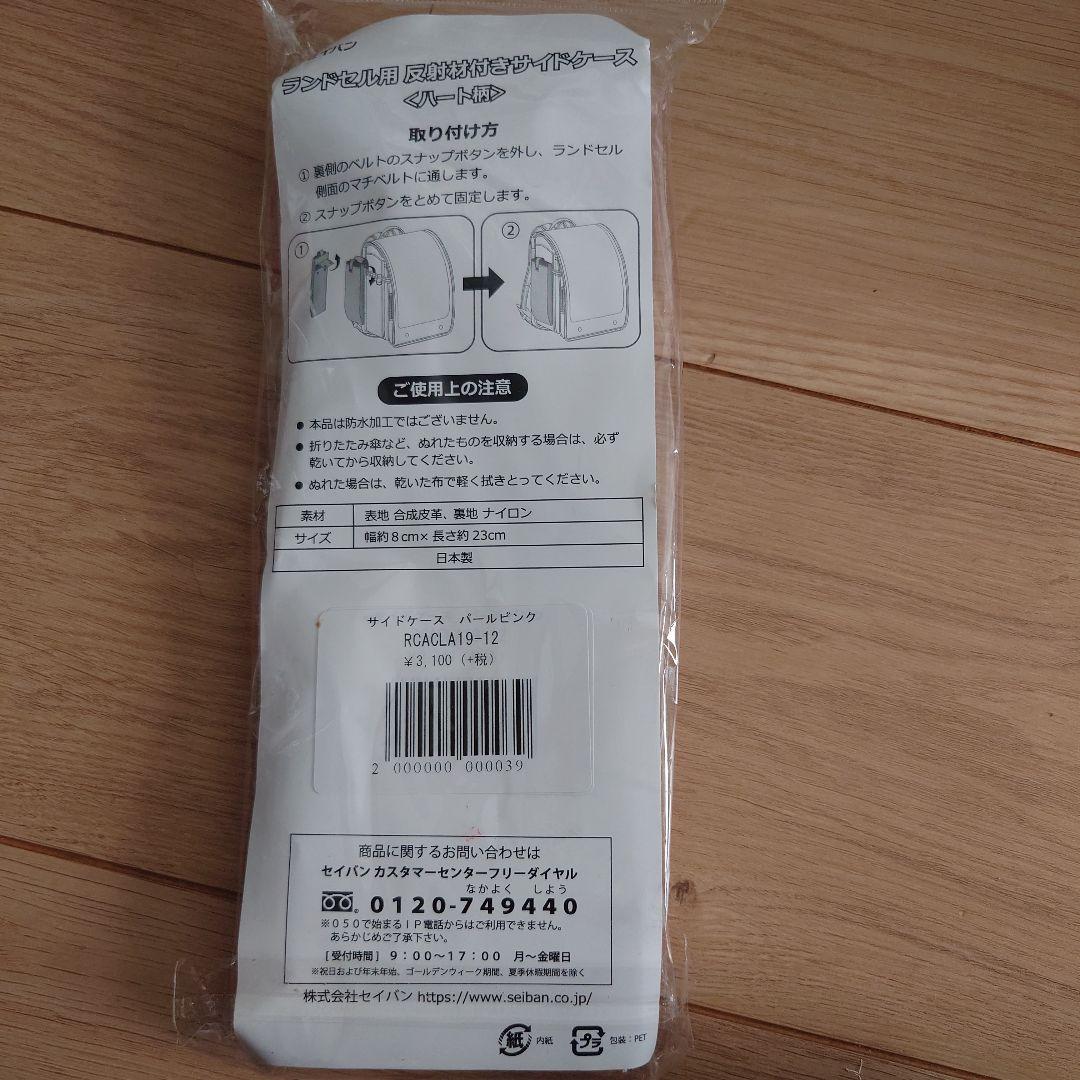 セイバン
ランドセル用 反射材付きサイドケース
<ハート柄>
取り付け方
① 裏側のベルトのスナップボタンを外し、ランドセル
側面のマチベルトに通します。
② スナップボタンをとめて固定します。
①
②
ご使用上の注意
● 本品は防水加工ではございません。
● 折りたたみ傘など、ぬれたものを収納する場合は、必ず
乾いてから収納してください。
● ぬれた場合は、乾いた布で軽く拭きとってください。
素材 表地 合成皮革、裏地 ナイロン
サイズ 幅約8cm×長さ約23cm
日本製
サイドケース パールピンク
RCACLA19-12
¥3,100(+税)
2 000000 000039
商品に関するお問い合わせは
セイバン カスタマーセンターフリーダイヤル
なかよく しよう
0120-749440
※050で始まるIP電話からはご利用できません。
あらかじめご了承下さい。
[受付時間] 9:00〜17:00 月〜金曜日
※祝日および年末年始、ゴールデンウィーク期間、夏季休暇期間を除く
株式会社セイバン https://www.seiban.co.jp/
紙 内紙 プラ 包装:PET